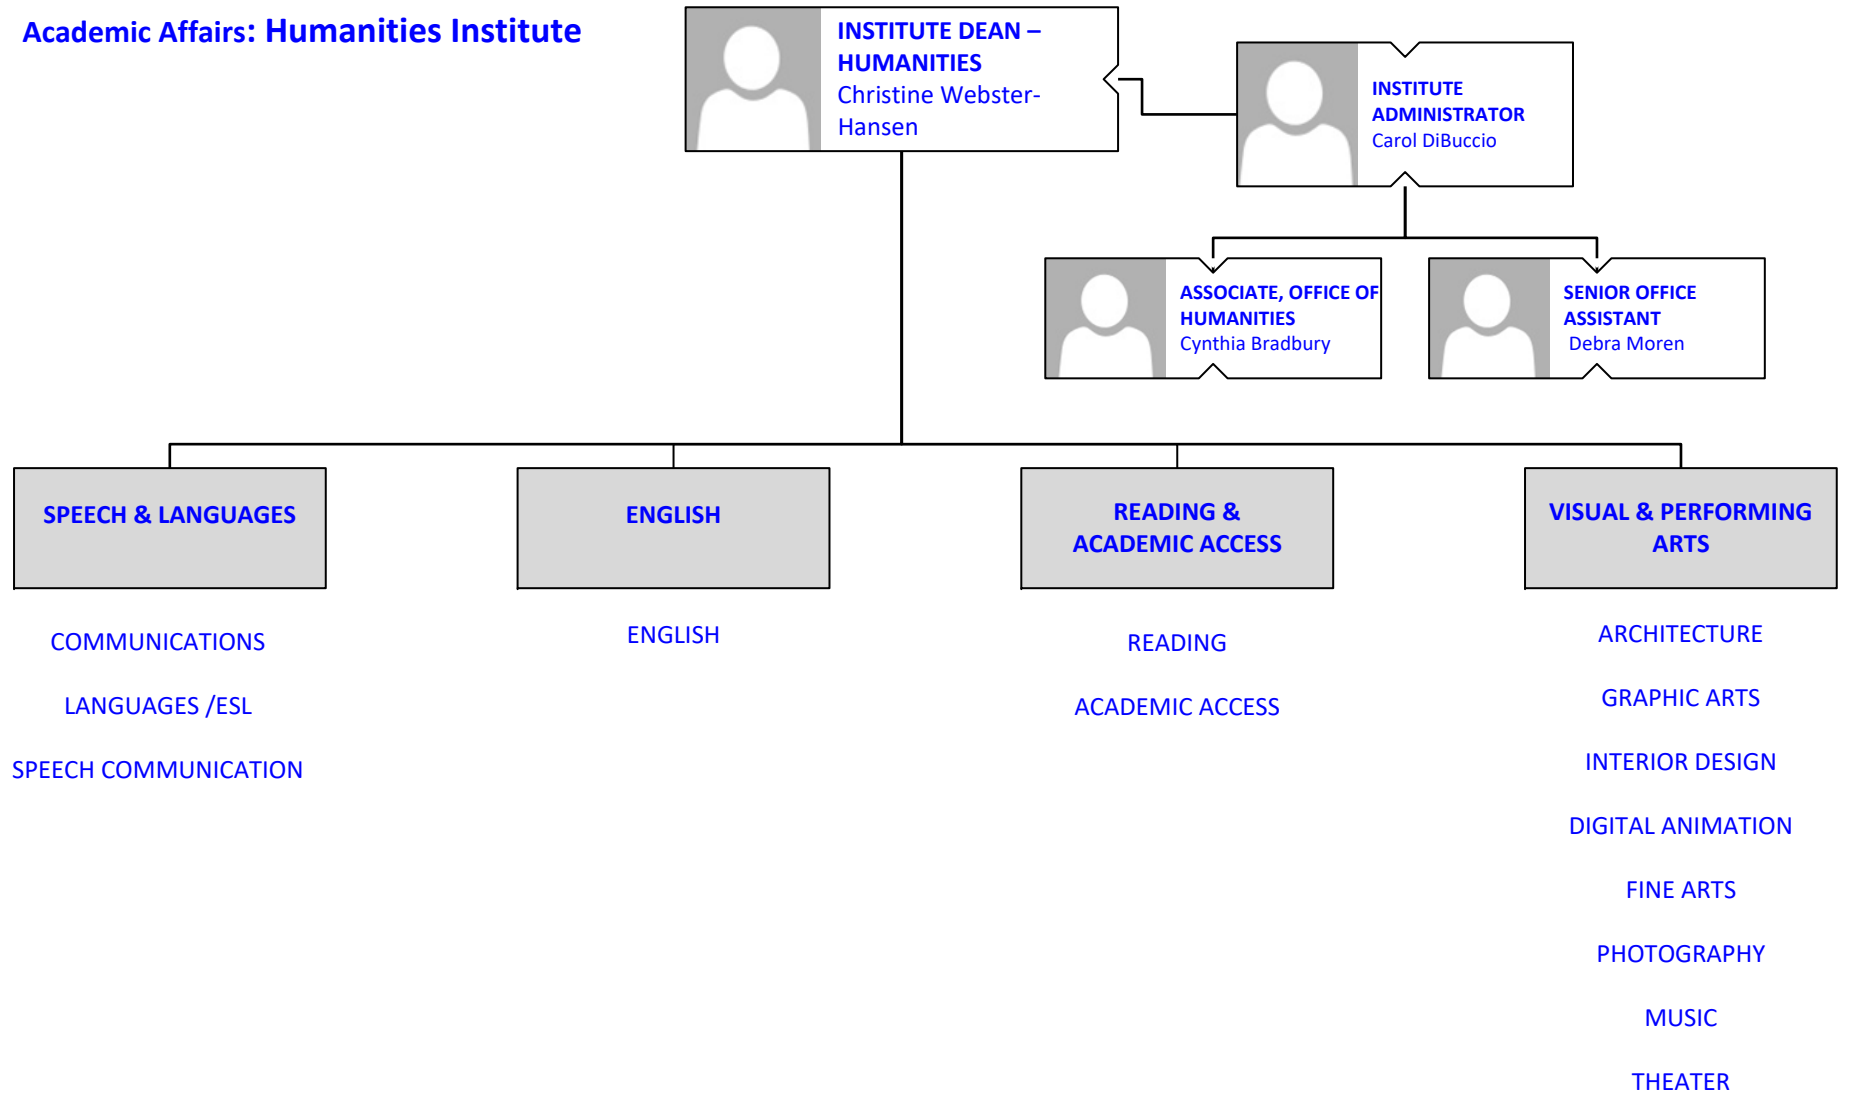 Academic Affairs: Humanities Institute
INSTITUTE DEAN –
HUMANITIES
Christine Webster-
Hansen
INSTITUTE
ADMINISTRATOR
Carol DiBuccio
ASSOCIATE, OFFICE OF
HUMANITIES
Cynthia Bradbury
SENIOR OFFICE
ASSISTANT
Debra Moren
SPEECH & LANGUAGES
COMMUNICATIONS
LANGUAGES /ESL
SPEECH COMMUNICATION
ENGLISH
ENGLISH
READING &
ACADEMIC ACCESS
READING
ACADEMIC ACCESS
VISUAL & PERFORMING
ARTS
ARCHITECTURE
GRAPHIC ARTS
INTERIOR DESIGN
DIGITAL ANIMATION
FINE ARTS
PHOTOGRAPHY
MUSIC
THEATER